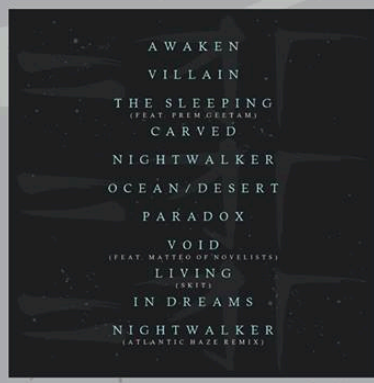 AWAKEN
VILLAIN
THE SLEEPING
(FEAT. PREM GEETAM)
CARVED
NIGHTWALKER
OCEAN/DESERT
PARADOX
VOID
(FEAT. MATTEO OF NOVELISTS)
LIVING
(SKIT)
IN DREAMS
NIGHTWALKER
(ATLANTIC HAZE REMIX)